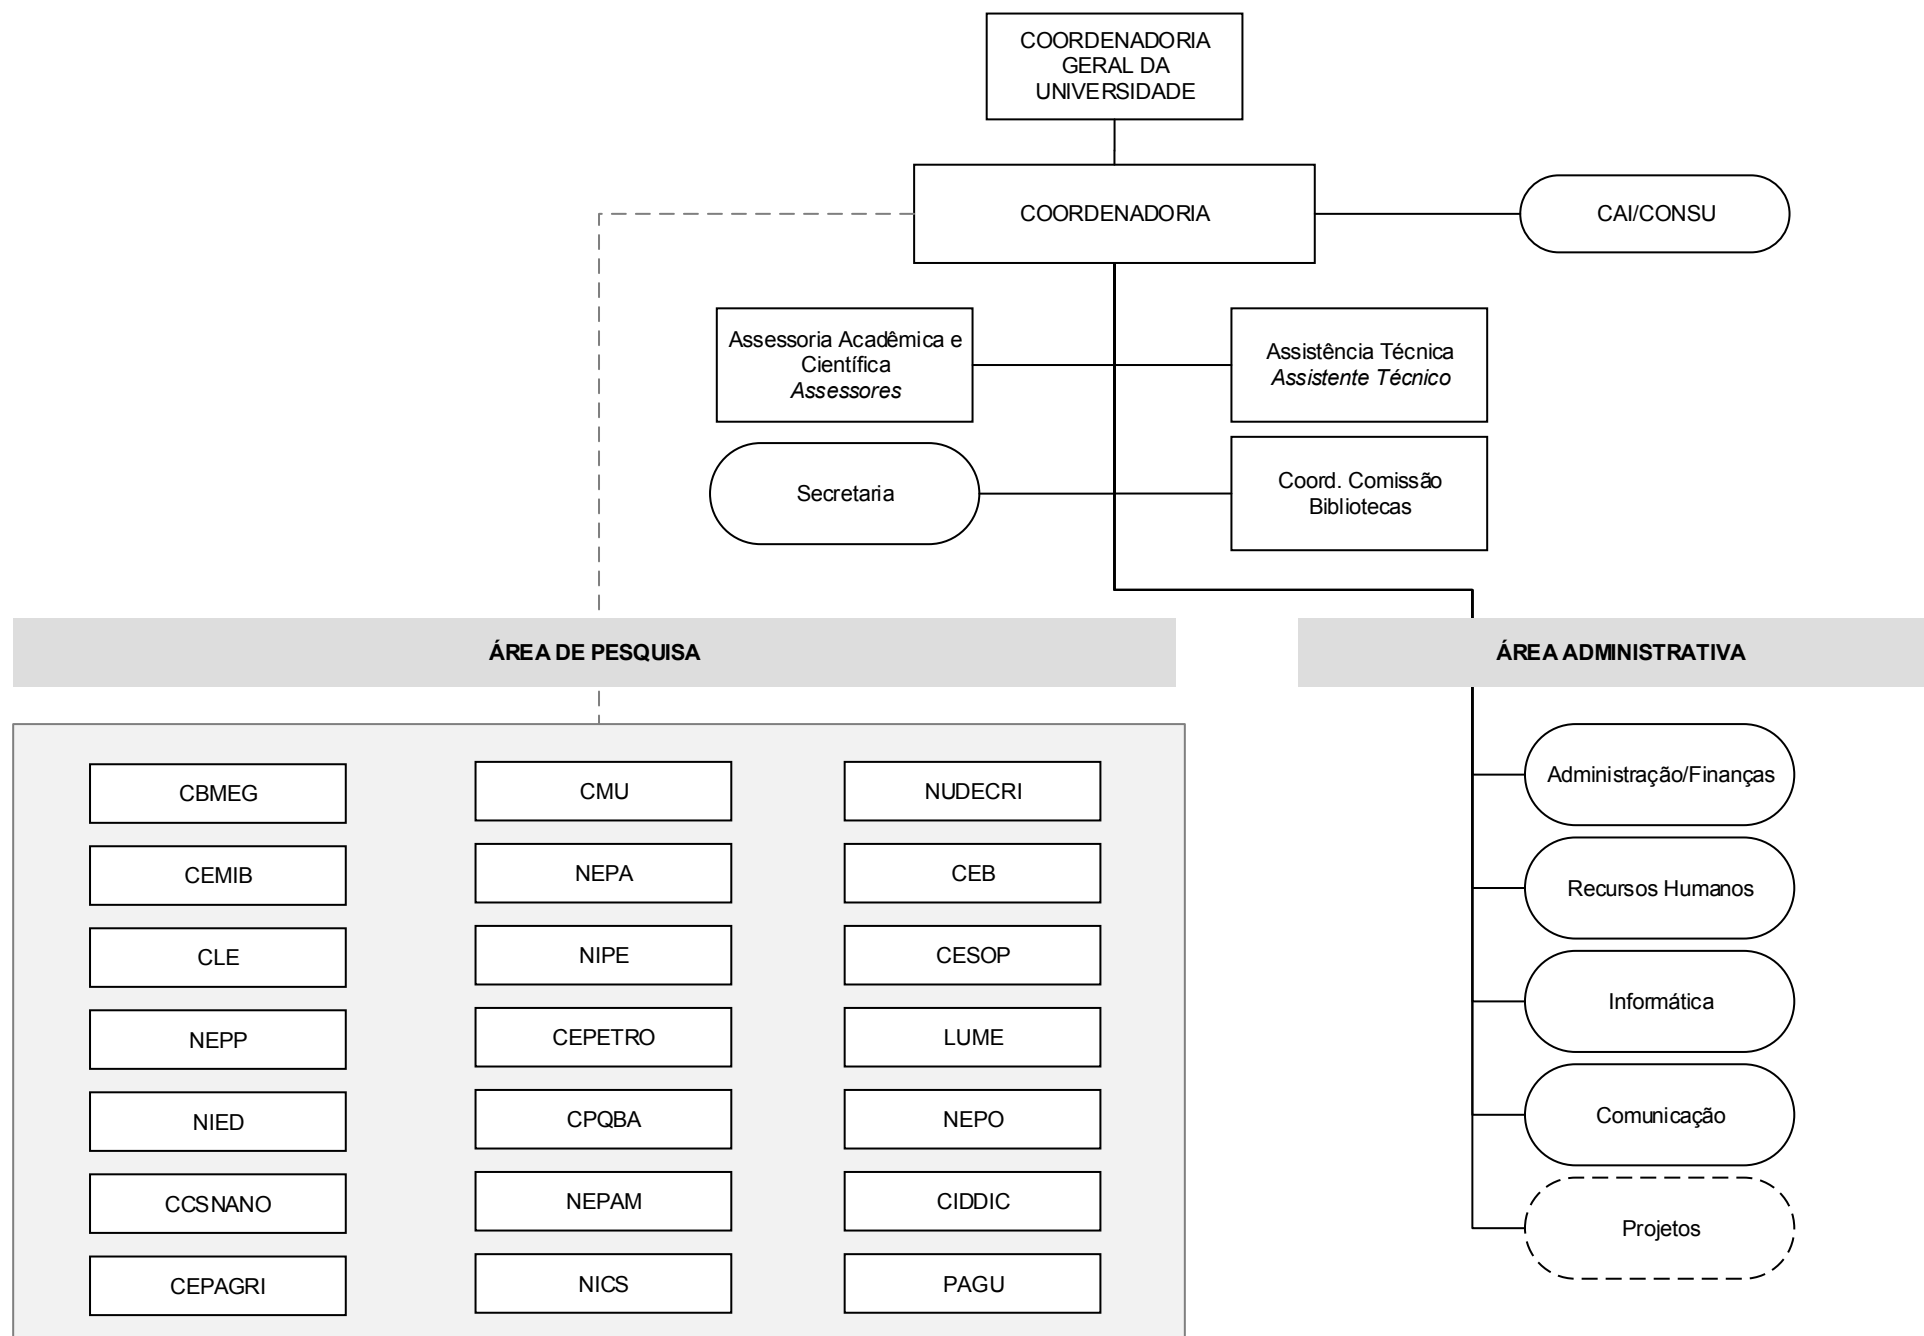 COORDENADORIA
GERAL DA
UNIVERSIDADE
COORDENADORIA
CAI/CONSU
Assessoria Acadêmica e
Científica
Assessores
Assistência Técnica
Assistente Técnico
Secretaria
Coord. Comissão
Bibliotecas
ÁREA DE PESQUISA
ÁREA ADMINISTRATIVA
CBMEG
CMU
NUDECRI
CEMIB
NEPA
CEB
CLE
NIPE
CESOP
NEPP
CEPETRO
LUME
NIED
CPQBA
NEPO
CCSNANO
NEPAM
CIDDIC
CEPAGRI
NICS
PAGU
Administração/Finanças
Recursos Humanos
Informática
Comunicação
Projetos